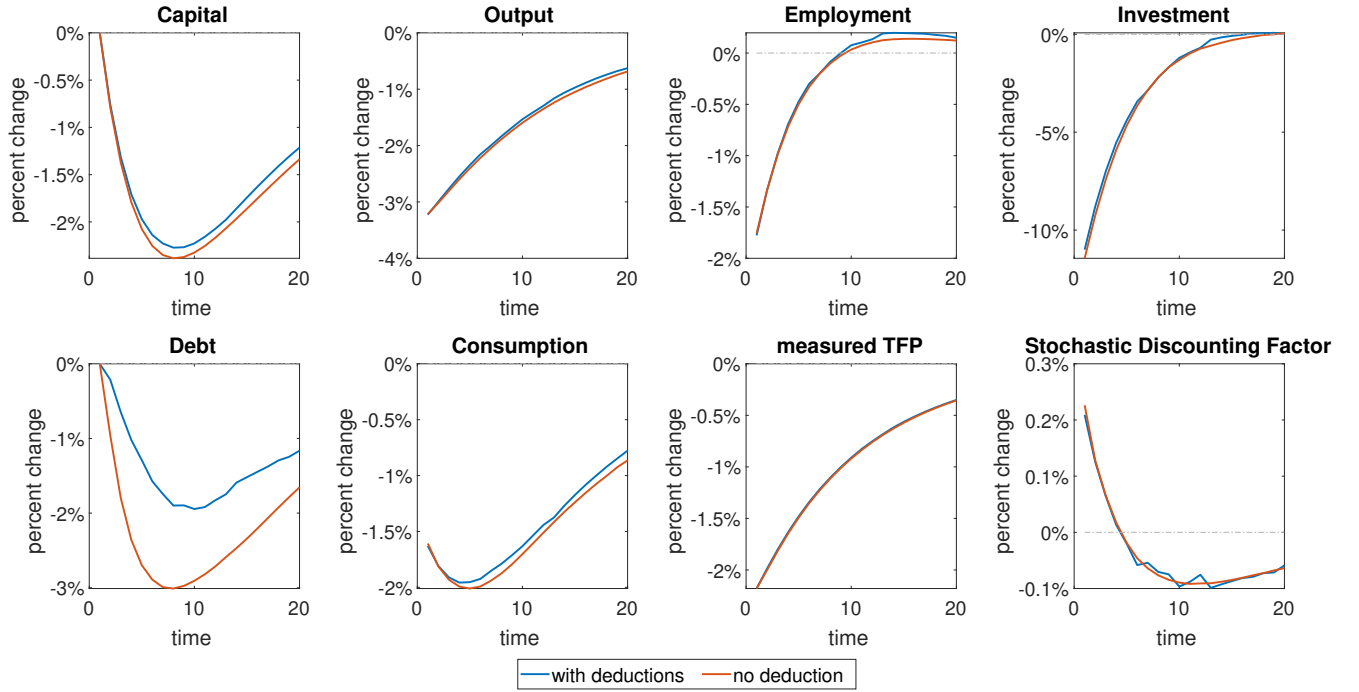 Capital
percent change
0%
-0.5%
-1%
-1.5%
-2%
0
10
20
time
Output
percent change
0%
-1%
-2%
-3%
-4%
0
10
20
time
Employment
percent change
0%
-0.5%
-1%
-1.5%
-2%
0
10
20
time
Investment
percent change
0%
-5%
-10%
0
10
20
time
Debt
percent change
0%
-1%
-2%
-3%
0
10
20
time
Consumption
percent change
0%
-0.5%
-1%
-1.5%
-2%
0
10
20
time
measured TFP
percent change
0%
-0.5%
-1%
-1.5%
-2%
0
10
20
time
Stochastic Discounting Factor
percent change
0.3%
0.2%
0.1%
0%
-0.1%
0
10
20
time
with deductions
no deduction